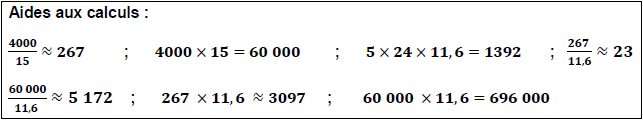 Aides aux calculs :
4000/15 ≈ 267 ; 4000 × 15 = 60 000 ; 5 × 24 × 11,6 = 1392 ; 267/11,6 ≈ 23
60 000/11,6 ≈ 5 172 ; 267 × 11,6 ≈ 3097 ; 60 000 × 11,6 = 696 000